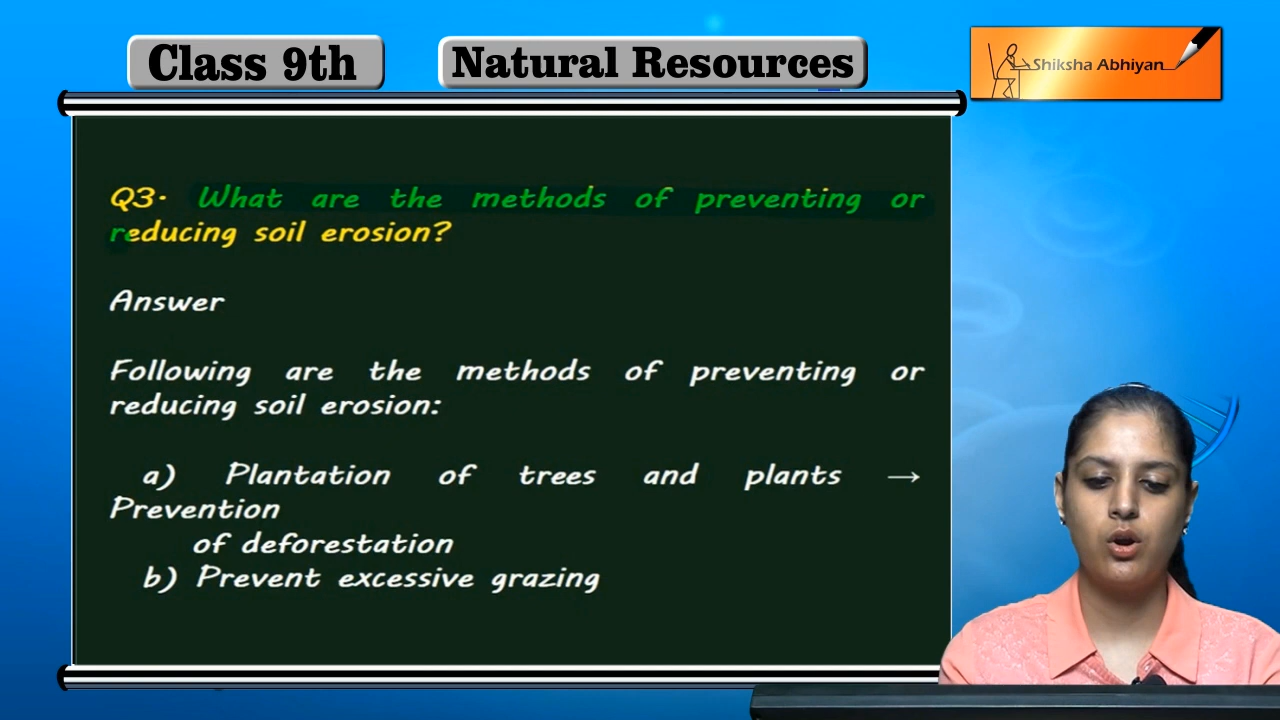 Class 9th
Natural Resources
Shiksha Abhiyan
Q3. What are the methods of preventing or
reducing soil erosion?
Answer
Following are the methods of preventing or
reducing soil erosion:
a) Plantation of trees and plants →
Prevention
of deforestation
b) Prevent excessive grazing